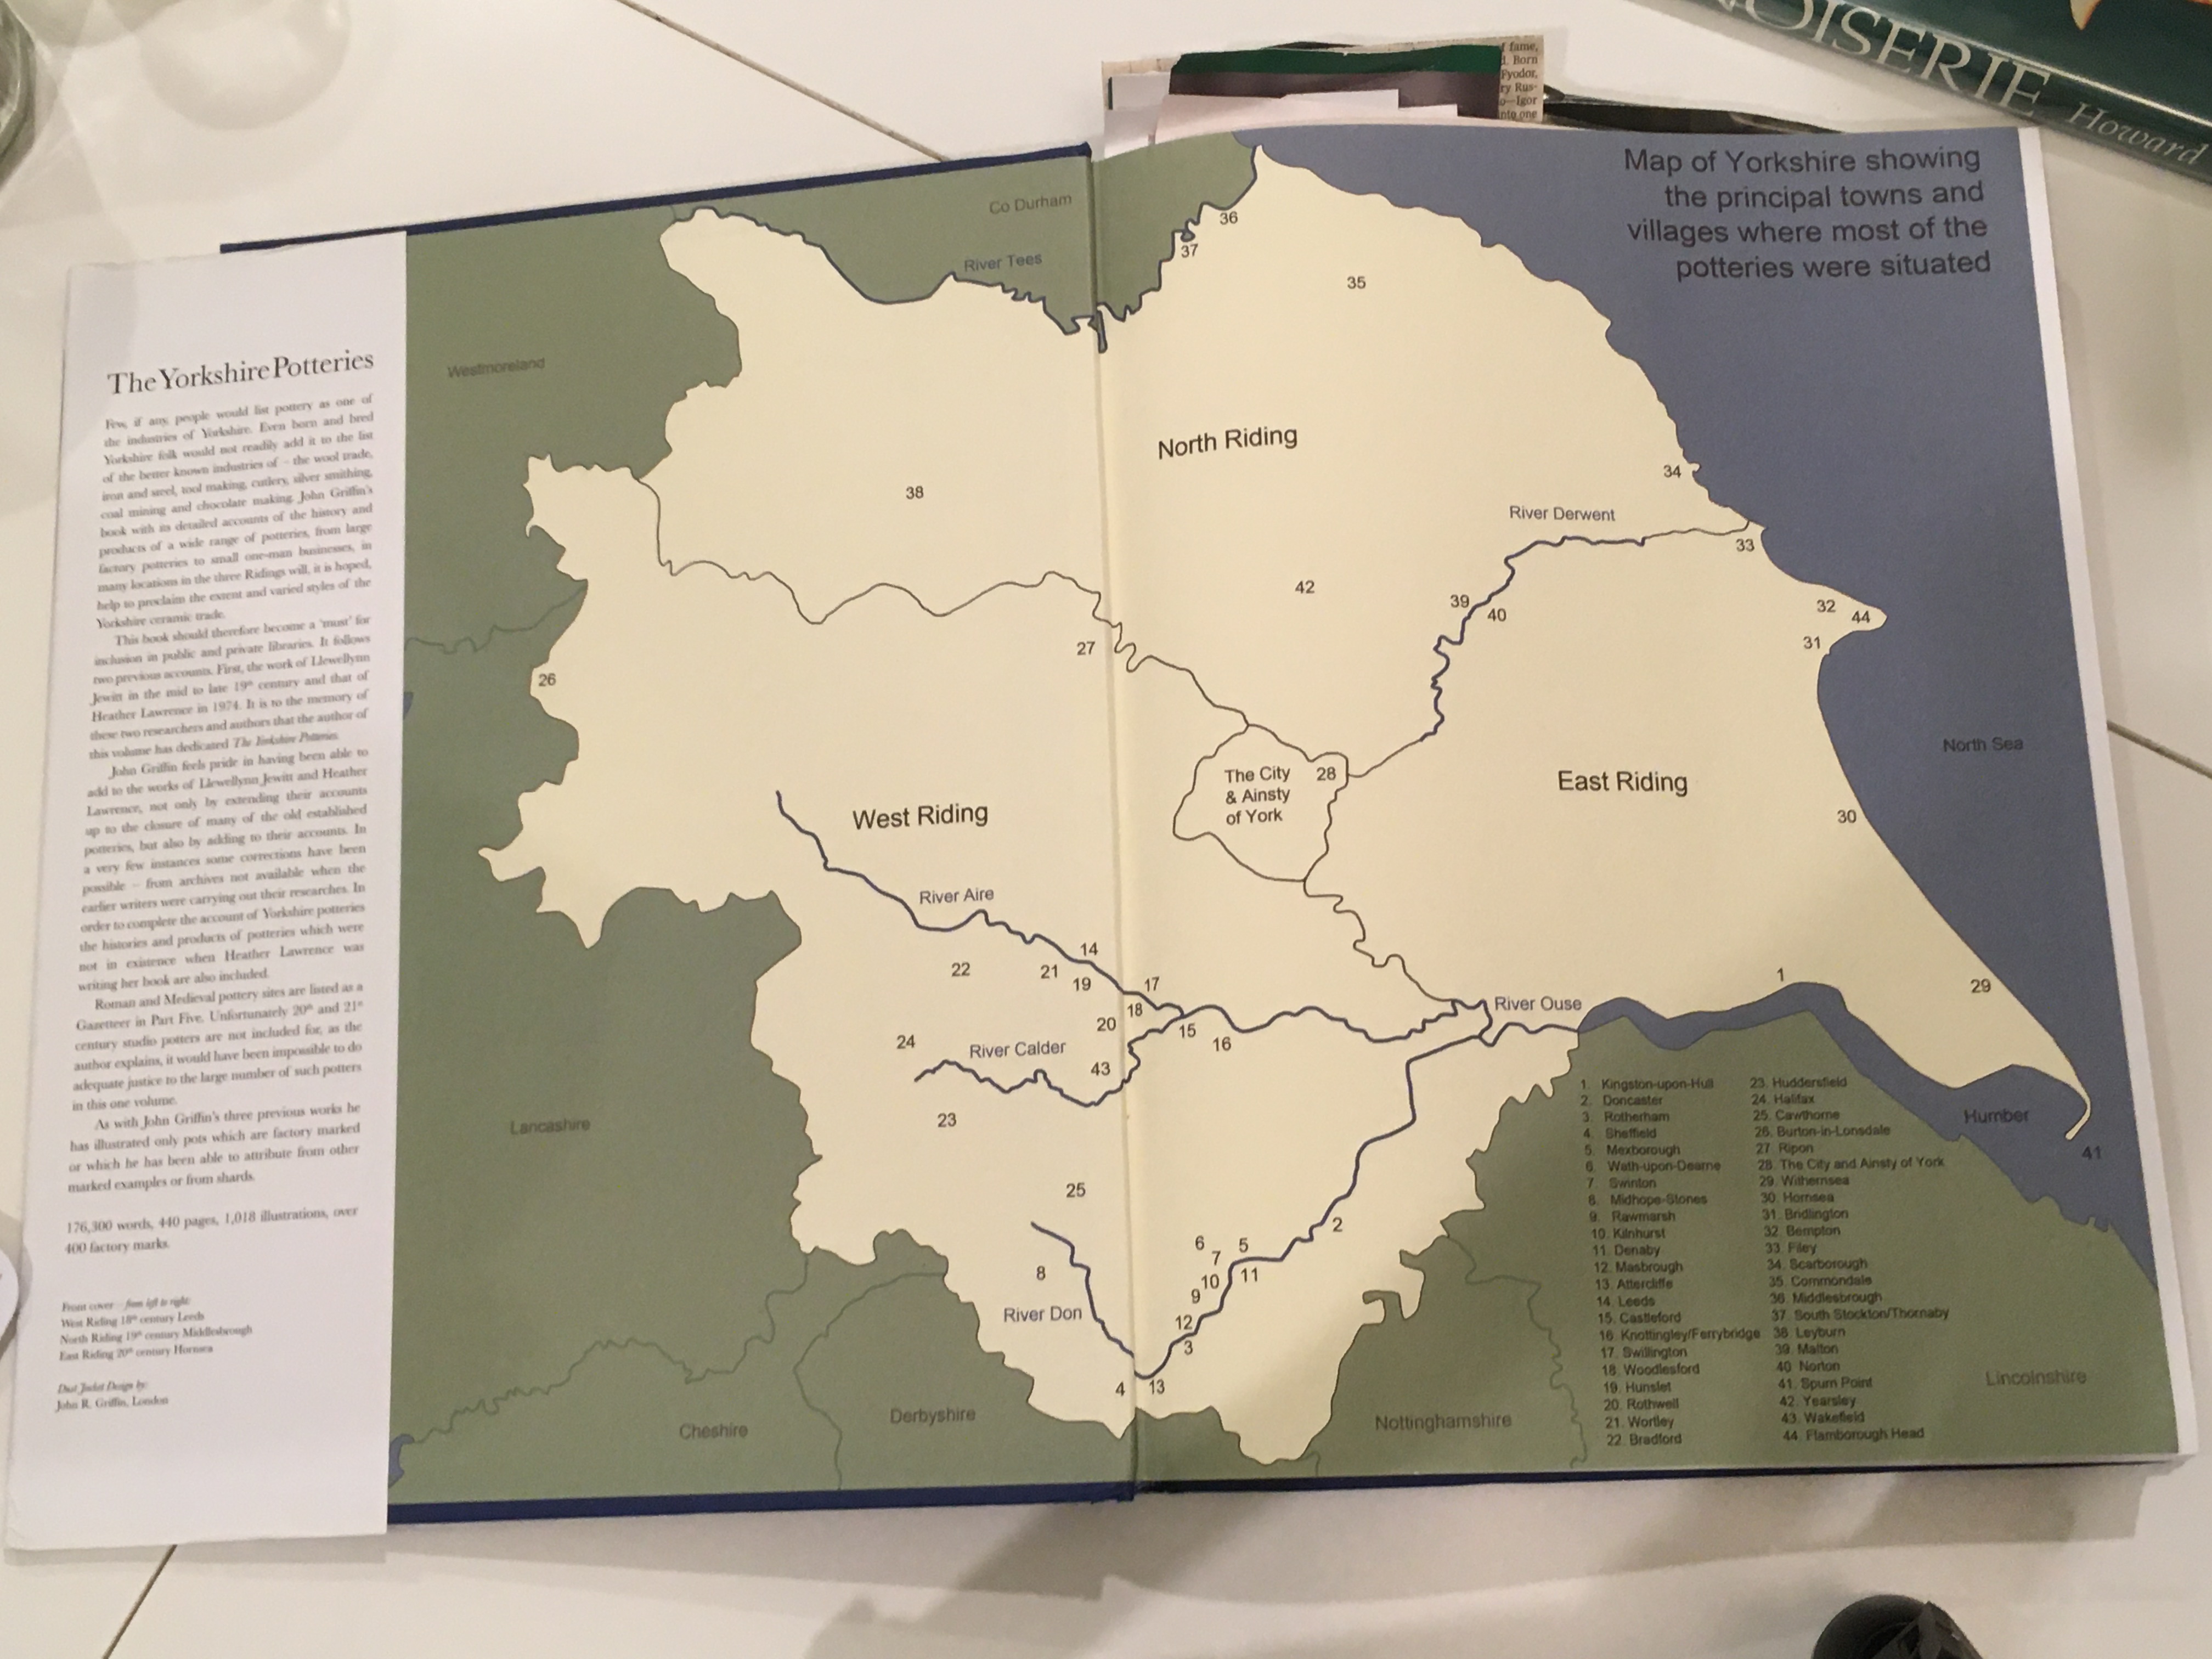 The Yorkshire Potteries
Few, if any, people would list pottery as one of
the industries of Yorkshire. Even born and bred
Yorkshire folk would not readily add it to the list
of the better known industries of – the wool trade,
iron and steel, tool making, cutlery, silver smithing,
coal mining and chocolate making. John Griffin's
book with its detailed accounts of the history and
products of a wide range of potteries, from large
factory potteries to small one-man businesses, in
many locations in the three Ridings will, it is hoped,
help to proclaim the extent and varied styles of the
Yorkshire ceramic trade.
This book should therefore become a 'must' for
inclusion in public and private libraries. It follows
two previous accounts. First, the work of Llewellynn
Jewitt in the mid to late 19th century and that of
Heather Lawrence in 1974. It is to the memory of
these two researchers and authors that the author of
this volume has dedicated The Yorkshire Potteries.
John Griffin feels pride in having been able to
add to the works of Llewellynn Jewitt and Heather
Lawrence, not only by extending their accounts
up to the closure of many of the old established
potteries, but also by adding to their accounts. In
a very few instances some corrections have been
possible – from archives not available when the
earlier writers were carrying out their researches. In
order to complete the account of Yorkshire potteries
the histories and products of potteries which were
not in existence when Heather Lawrence was
writing her book are also included.
Roman and Medieval pottery sites are listed as a
Gazetteer in Part Five. Unfortunately 20th and 21st
century studio potters are not included for, as the
author explains, it would have been impossible to do
adequate justice to the large number of such potters
in this one volume.
As with John Griffin's three previous works he
has illustrated only pots which are factory marked
or which he has been able to attribute from other
marked examples or from shards.
176,300 words, 440 pages, 1,018 illustrations, over
400 factory marks.
Front cover – from left to right:
West Riding 18th century Leeds
North Riding 19th century Middlesbrough
East Riding 20th century Hornsea
Dust Jacket Design by:
John R. Griffin, London
f fame,
Born
Fyodor,
ry Rus-
o—Igor
nto one
OISERIE Howard
Map of Yorkshire showing
the principal towns and
villages where most of the
potteries were situated
Co Durham
River Tees
36
37
35
Westmoreland
North Riding
38
34
River Derwent
33
42
39
40
32
44
31
27
26
North Sea
The City
& Ainsty
of York
28
East Riding
West Riding
30
River Aire
14
22
21
19
17
18
1
29
River Ouse
20
15
16
24
River Calder
43
23
Lancashire
Humber
41
25
6
5
2
7
8
10
11
9
River Don
12
3
4
13
Cheshire
Derbyshire
Nottinghamshire
Lincolnshire
1. Kingston-upon-Hull
2. Doncaster
3. Rotherham
4. Sheffield
5. Mexborough
6. Wath-upon-Dearne
7. Swinton
8. Midhope-Stones
9. Rawmarsh
10. Kilnhurst
11. Denaby
12. Masbrough
13. Attercliffe
14. Leeds
15. Castleford
16. Knottingley/Ferrybridge
17. Swillington
18. Woodlesford
19. Hunslet
20. Rothwell
21. Wortley
22. Bradford
23. Huddersfield
24. Halifax
25. Cawthorne
26. Burton-in-Lonsdale
27. Ripon
28. The City and Ainsty of York
29. Withernsea
30. Hornsea
31. Bridlington
32. Bempton
33. Filey
34. Scarborough
35. Commondale
36. Middlesbrough
37. South Stockton/Thornaby
38. Leyburn
39. Malton
40. Norton
41. Spurn Point
42. Yearsley
43. Wakefield
44. Flamborough Head